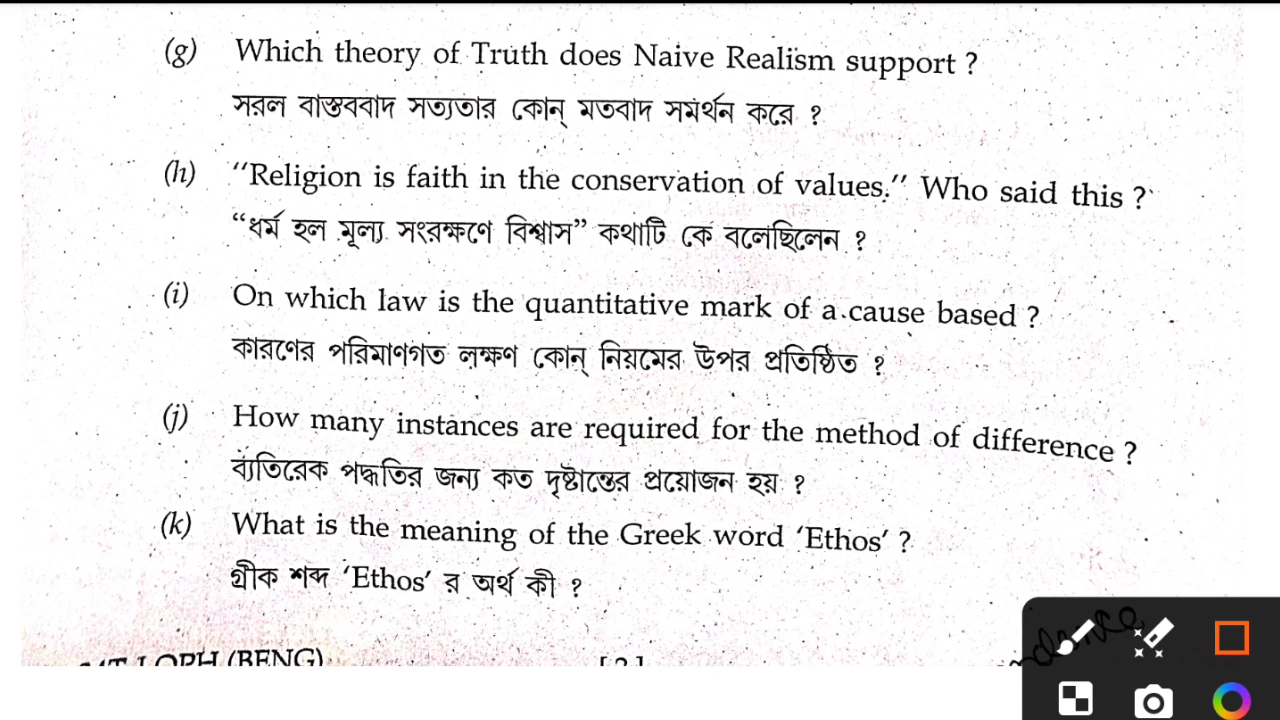 (g) Which theory of Truth does Naive Realism support ?
সরল বাস্তববাদ সত্যতার কোন্ মতবাদ সমর্থন করে ?
(h) “Religion is faith in the conservation of values.” Who said this ?
“ধর্ম হল মূল্য সংরক্ষণে বিশ্বাস” কথাটি কে বলেছিলেন ?
(i) On which law is the quantitative mark of a cause based ?
কারণের পরিমাণগত লক্ষণ কোন্ নিয়মের উপর প্রতিষ্ঠিত ?
(j) How many instances are required for the method of difference ?
ব্যতিরেক পদ্ধতির জন্য কত দৃষ্টান্তের প্রয়োজন হয় ?
(k) What is the meaning of the Greek word ‘Ethos’ ?
গ্রীক শব্দ ‘Ethos’ র অর্থ কী ?
LOPH (BENG)